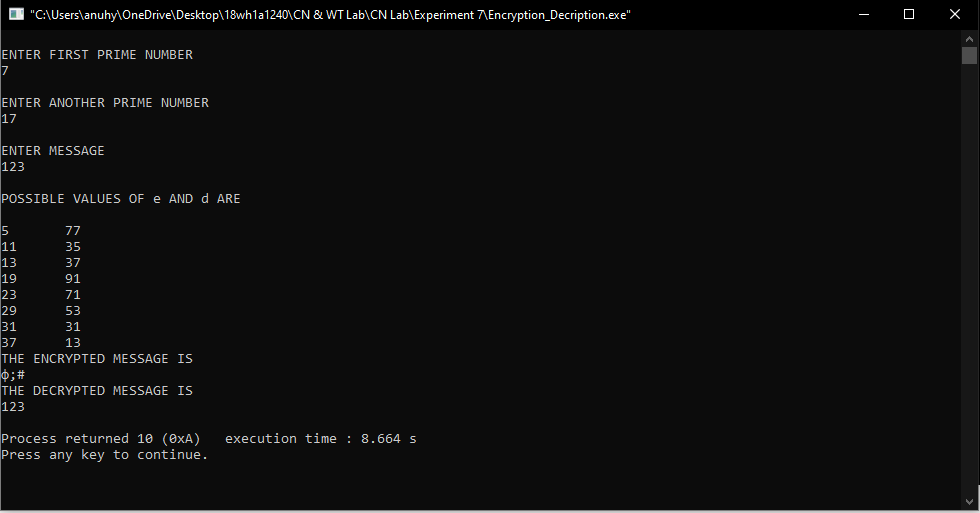 "C:\Users\anuhy\OneDrive\Desktop\18wh1a1240\CN & WT Lab\CN Lab\Experiment 7\Encryption_Decription.exe"
ENTER FIRST PRIME NUMBER
7
ENTER ANOTHER PRIME NUMBER
17
ENTER MESSAGE
123
POSSIBLE VALUES OF e AND d ARE
5 77
11 35
13 37
19 91
23 71
29 53
31 31
37 13
THE ENCRYPTED MESSAGE IS
φ;#
THE DECRYPTED MESSAGE IS
123
Process returned 10 (0xA) execution time : 8.664 s
Press any key to continue.